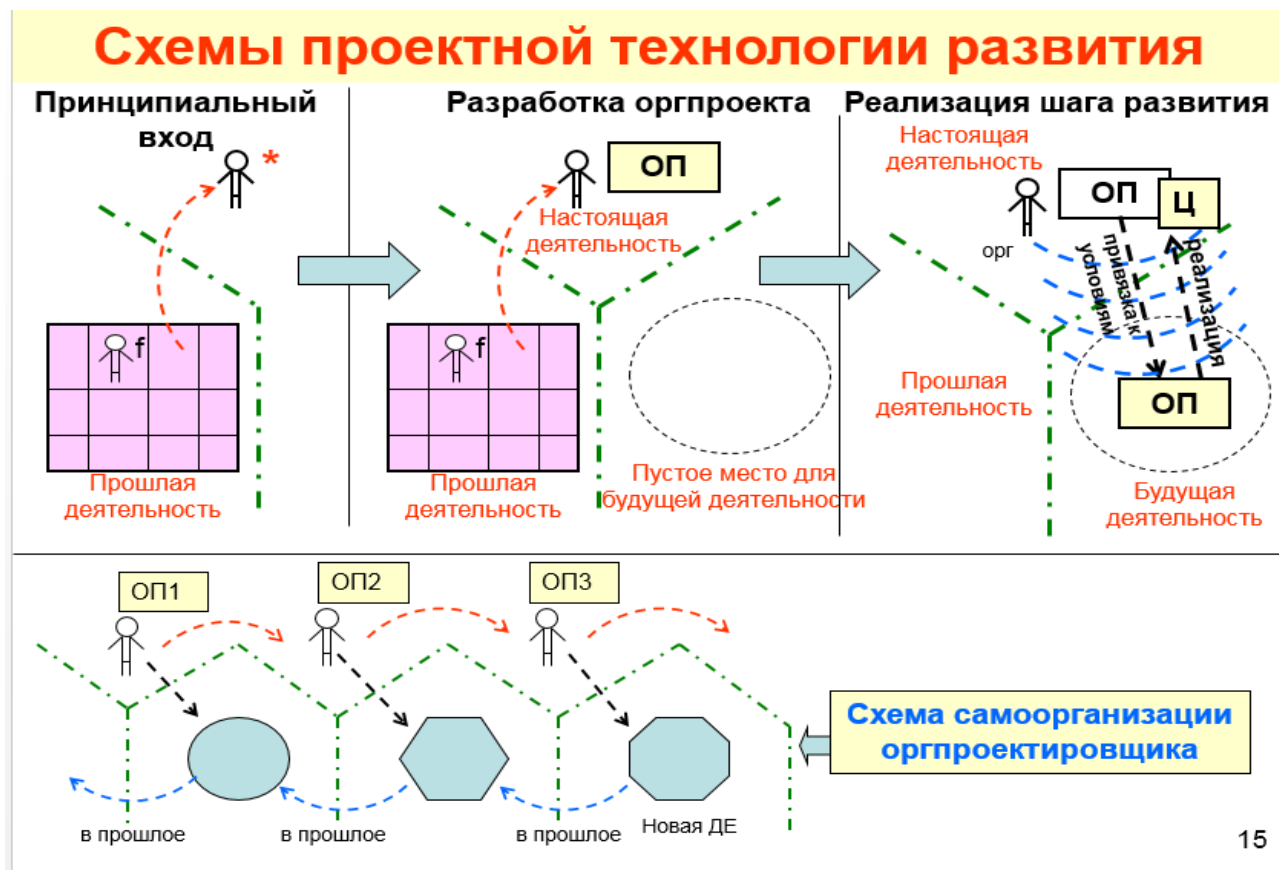 Схемы проектной технологии развития
Принципиальный
вход
*
f
Прошлая
деятельность
Разработка оргпроекта
ОП
Настоящая
деятельность
f
Прошлая
деятельность
Пустое место для
будущей деятельности
Реализация шага развития
Настоящая
деятельность
ОП
Ц
орг
привязка к
условиям
реализация
Прошлая
деятельность
ОП
Будущая
деятельность
ОП1
ОП2
ОП3
в прошлое
в прошлое
в прошлое
Новая ДЕ
Схема самоорганизации
оргпроектировщика
15